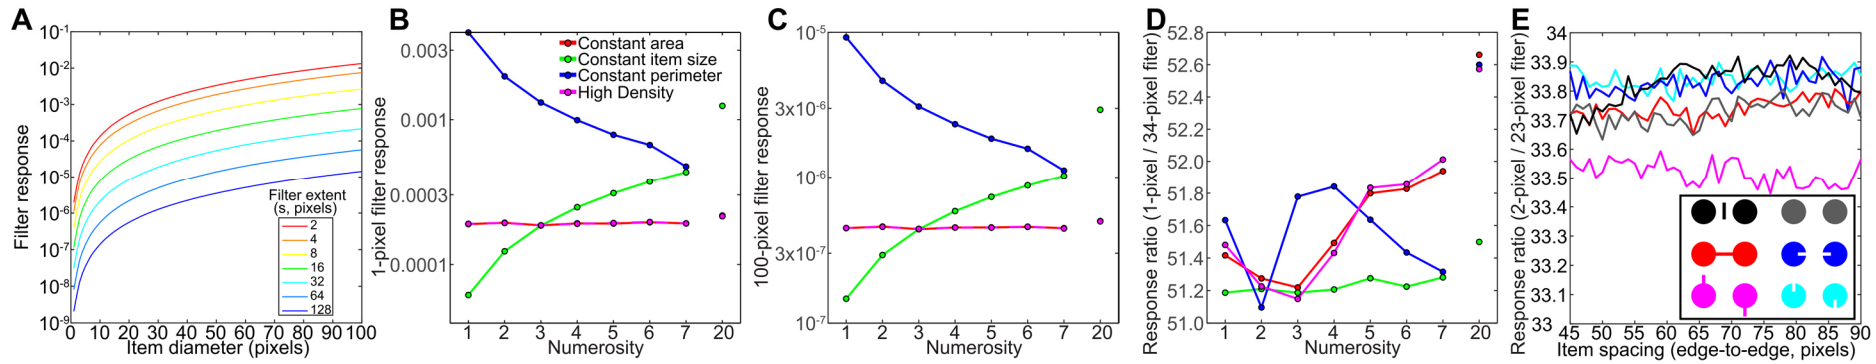 A
Filter response
10-1
10-2
10-3
10-4
10-5
10-6
10-7
10-8
10-9
Filter extent
(s, pixels)
2
4
8
16
32
64
128
0 10 20 30 40 50 60 70 80 90 100
Item diameter (pixels)
B
1-pixel filter response
0.003
0.001
0.0003
0.0001
Constant area
Constant item size
Constant perimeter
High Density
1 2 3 4 5 6 7 20
Numerosity
C
100-pixel filter response
10-5
3x10-6
10-6
3x10-7
10-7
1 2 3 4 5 6 7 20
Numerosity
D
Response ratio (1-pixel / 34-pixel filter)
52.8
52.6
52.4
52.2
52.0
51.8
51.6
51.4
51.2
51.0
1 2 3 4 5 6 7 20
Numerosity
E
Response ratio (2-pixel / 23-pixel filter)
34
33.9
33.8
33.7
33.6
33.5
33.4
33.3
33.2
33.1
33
45 50 55 60 65 70 75 80 85 90
Item spacing (edge-to-edge, pixels)